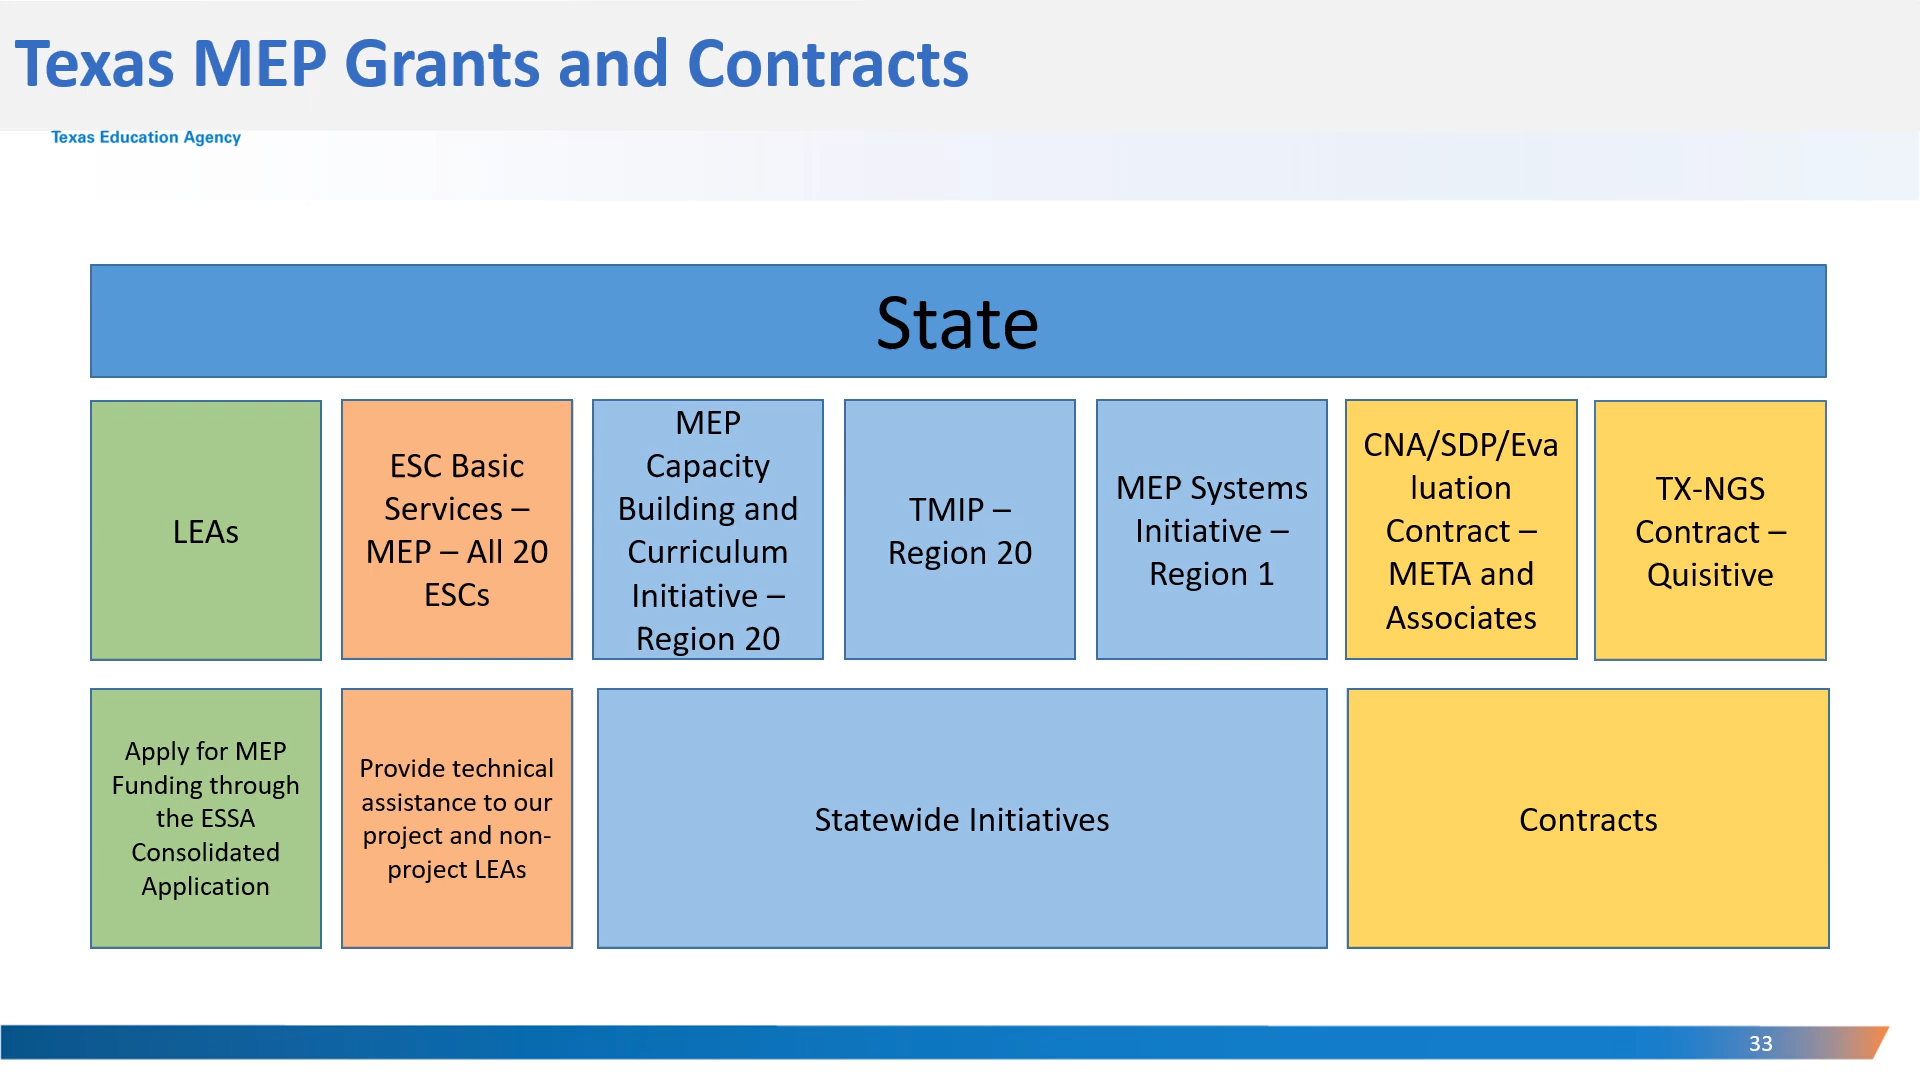 Texas MEP Grants and Contracts
Texas Education Agency
State
LEAs
ESC Basic
Services –
MEP – All 20
ESCs
MEP
Capacity
Building and
Curriculum
Initiative –
Region 20
TMIP –
Region 20
MEP Systems
Initiative –
Region 1
CNA/SDP/Eva
luation
Contract –
META and
Associates
TX-NGS
Contract –
Quisitive
Apply for MEP
Funding through
the ESSA
Consolidated
Application
Provide technical
assistance to our
project and non-
project LEAs
Statewide Initiatives
Contracts
33